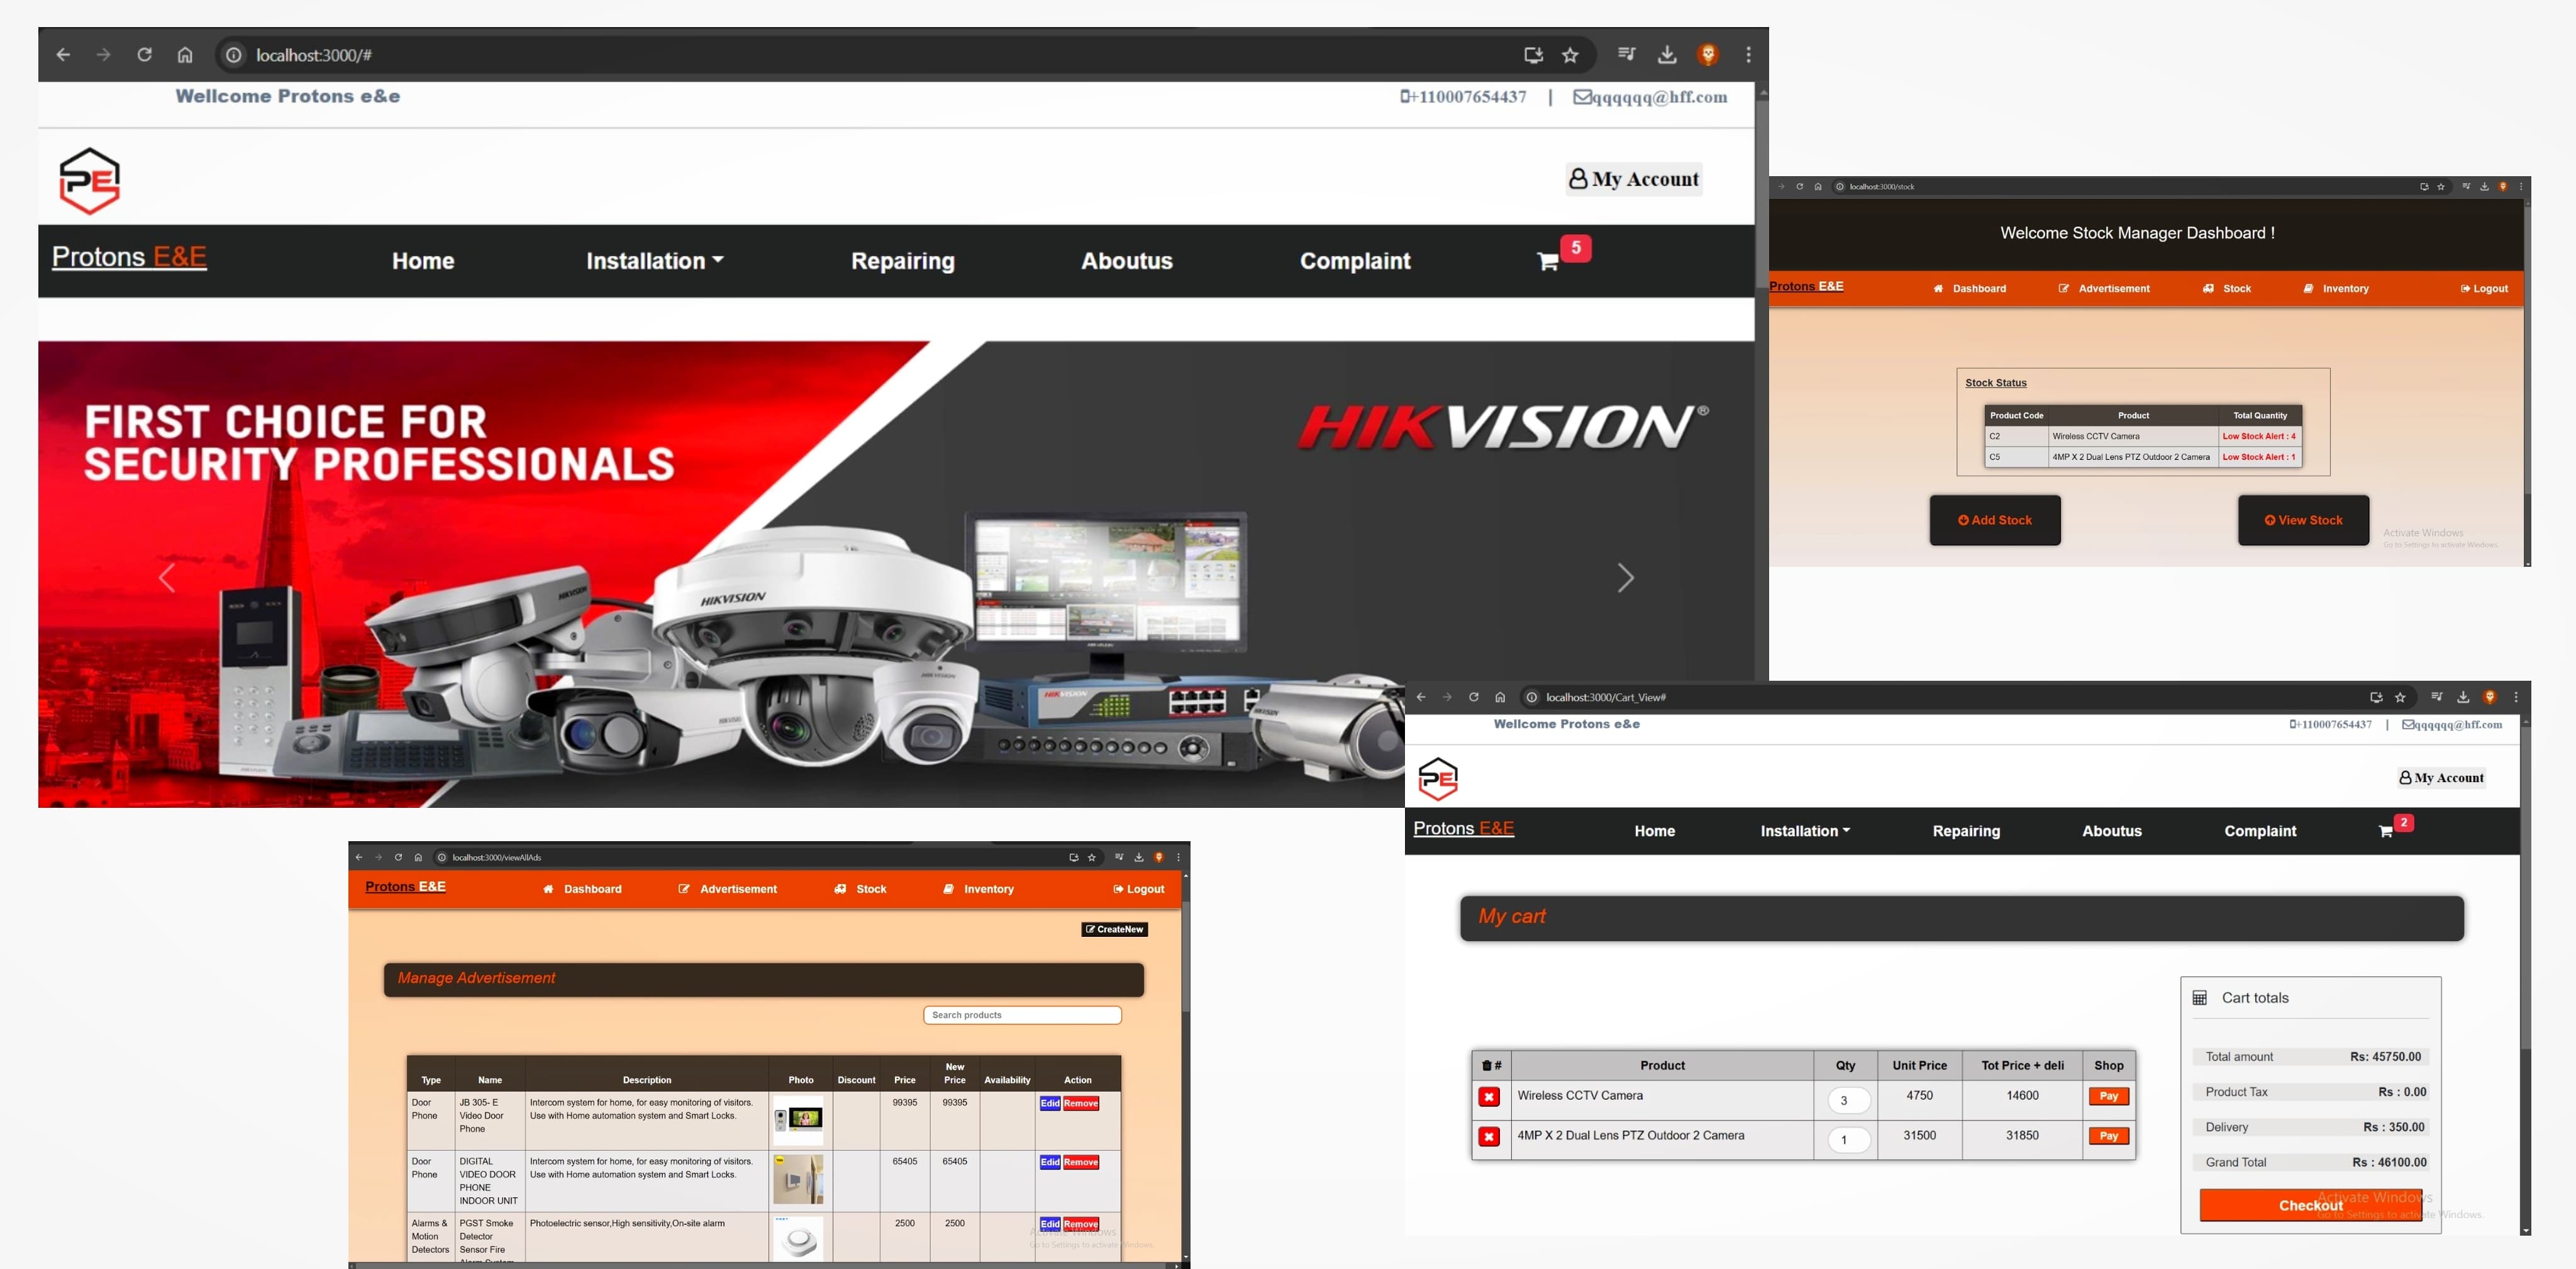 localhost:3000/#
Wellcome Protons e&e
+110007654437 | qqqqqq@hff.com
PE
My Account
Protons E&E Home Installation Repairing Aboutus Complaint 5
FIRST CHOICE FOR
SECURITY PROFESSIONALS
HIKVISION®
HIKVISION
HIKVISION
HIKVISION
localhost:3000/stock
Welcome Stock Manager Dashboard !
Protons E&E Dashboard Advertisement Stock Inventory Logout
Stock Status
Product Code Product Total Quantity
C2 Wireless CCTV Camera Low Stock Alert : 4
C5 4MP X 2 Dual Lens PTZ Outdoor 2 Camera Low Stock Alert : 1
Add Stock View Stock
Activate Windows
Go to Settings to activate Windows.
localhost:3000/viewAllAds
Protons E&E Dashboard Advertisement Stock Inventory Logout
CreateNew
Manage Advertisement
Search products
Type Name Description Photo Discount Price New Price Availability Action
Door Phone JB 305- E Video Door Phone Intercom system for home, for easy monitoring of visitors. Use with Home automation system and Smart Locks. 99395 99395 Edid Remove
Door Phone DIGITAL VIDEO DOOR PHONE INDOOR UNIT Intercom system for home, for easy monitoring of visitors. Use with Home automation system and Smart Locks. 65405 65405 Edid Remove
Alarms & Motion Detectors PGST Smoke Detector Sensor Fire Alarm System Photoelectric sensor,High sensitivity,On-site alarm 2500 2500 Edid Remove
Activate Windows
Go to Settings to activate Windows.
localhost:3000/Cart_View#
Wellcome Protons e&e
+110007654437 | qqqqqq@hff.com
PE
My Account
Protons E&E Home Installation Repairing Aboutus Complaint 2
My cart
# Product Qty Unit Price Tot Price + deli Shop
Wireless CCTV Camera 3 4750 14600 Pay
4MP X 2 Dual Lens PTZ Outdoor 2 Camera 1 31500 31850 Pay
Cart totals
Total amount Rs: 45750.00
Product Tax Rs : 0.00
Delivery Rs : 350.00
Grand Total Rs : 46100.00
Checkout
Activate Windows
Go to Settings to activate Windows.